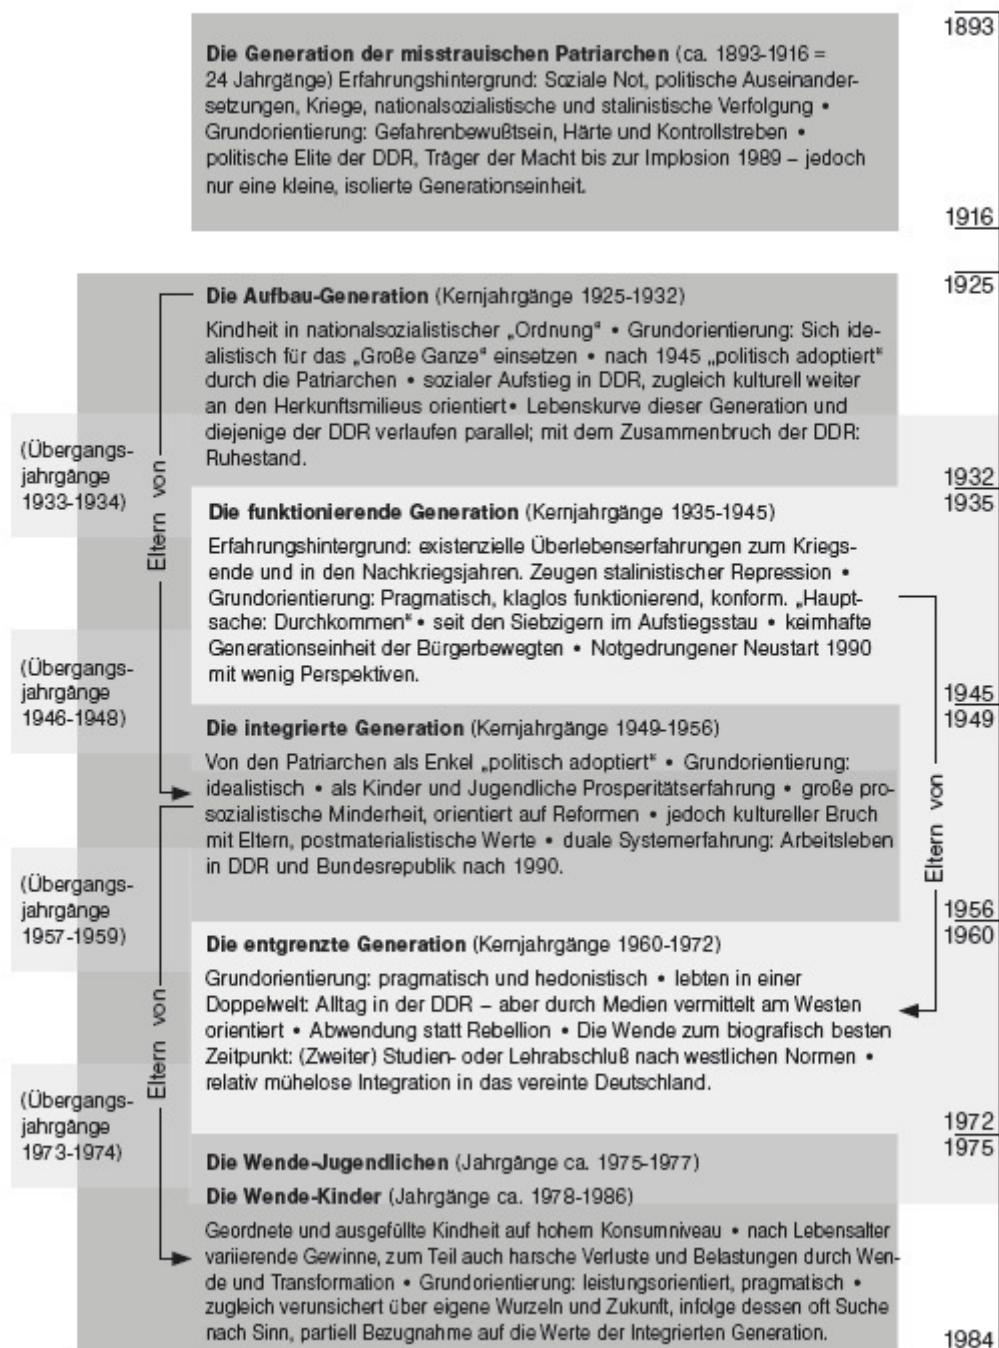 1893
Die Generation der misstrauischen Patriarchen (ca. 1893-1916 =
24 Jahrgänge) Erfahrungshintergrund: Soziale Not, politische Auseinander-
setzungen, Kriege, nationalsozialistische und stalinistische Verfolgung •
Grundorientierung: Gefahrenbewußtsein, Härte und Kontrollstreben •
politische Elite der DDR, Träger der Macht bis zur Implosion 1989 – jedoch
nur eine kleine, isolierte Generationseinheit.
1916
1925
Die Aufbau-Generation (Kernjahrgänge 1925-1932)
Kindheit in nationalsozialistischer „Ordnung“ • Grundorientierung: Sich ide-
alistisch für das „Große Ganze“ einsetzen • nach 1945 „politisch adoptiert“
durch die Patriarchen • sozialer Aufstieg in DDR, zugleich kulturell weiter
an den Herkunftsmilieus orientiert • Lebenskurve dieser Generation und
diejenige der DDR verlaufen parallel; mit dem Zusammenbruch der DDR:
Ruhestand.
(Übergangs-
jahrgänge
1933-1934)
Eltern von
1932
1935
Die funktionierende Generation (Kernjahrgänge 1935-1945)
Erfahrungshintergrund: existenzielle Überlebenserfahrungen zum Kriegs-
ende und in den Nachkriegsjahren. Zeugen stalinistischer Repression •
Grundorientierung: Pragmatisch, klaglos funktionierend, konform. „Haupt-
sache: Durchkommen“ • seit den Siebzigern im Aufstiegsstau • keimhafte
Generationseinheit der Bürgerbewegten • Notgedrungener Neustart 1990
mit wenig Perspektiven.
(Übergangs-
jahrgänge
1946-1948)
1945
1949
Die integrierte Generation (Kernjahrgänge 1949-1956)
Von den Patriarchen als Enkel „politisch adoptiert“ • Grundorientierung:
idealistisch • als Kinder und Jugendliche Prosperitätserfahrung • große pro-
sozialistische Minderheit, orientiert auf Reformen • jedoch kultureller Bruch
mit Eltern, postmaterialistische Werte • duale Systemerfahrung: Arbeitsleben
in DDR und Bundesrepublik nach 1990.
Eltern von
(Übergangs-
jahrgänge
1957-1959)
1956
1960
Die entgrenzte Generation (Kernjahrgänge 1960-1972)
Grundorientierung: pragmatisch und hedonistisch • lebten in einer
Doppelwelt: Alltag in der DDR – aber durch Medien vermittelt am Westen
orientiert • Abwendung statt Rebellion • Die Wende zum biografisch besten
Zeitpunkt: (Zweiter) Studien- oder Lehrabschluß nach westlichen Normen •
relativ mühelose Integration in das vereinte Deutschland.
Eltern von
(Übergangs-
jahrgänge
1973-1974)
1972
1975
Die Wende-Jugendlichen (Jahrgänge ca. 1975-1977)
Die Wende-Kinder (Jahrgänge ca. 1978-1986)
Geordnete und ausgefüllte Kindheit auf hohem Konsumniveau • nach Lebensalter
variierende Gewinne, zum Teil auch harsche Verluste und Belastungen durch Wen-
de und Transformation • Grundorientierung: leistungsorientiert, pragmatisch •
zugleich verunsichert über eigene Wurzeln und Zukunft, infolge dessen oft Suche
nach Sinn, partiell Bezugnahme auf die Werte der Integrierten Generation.
1984